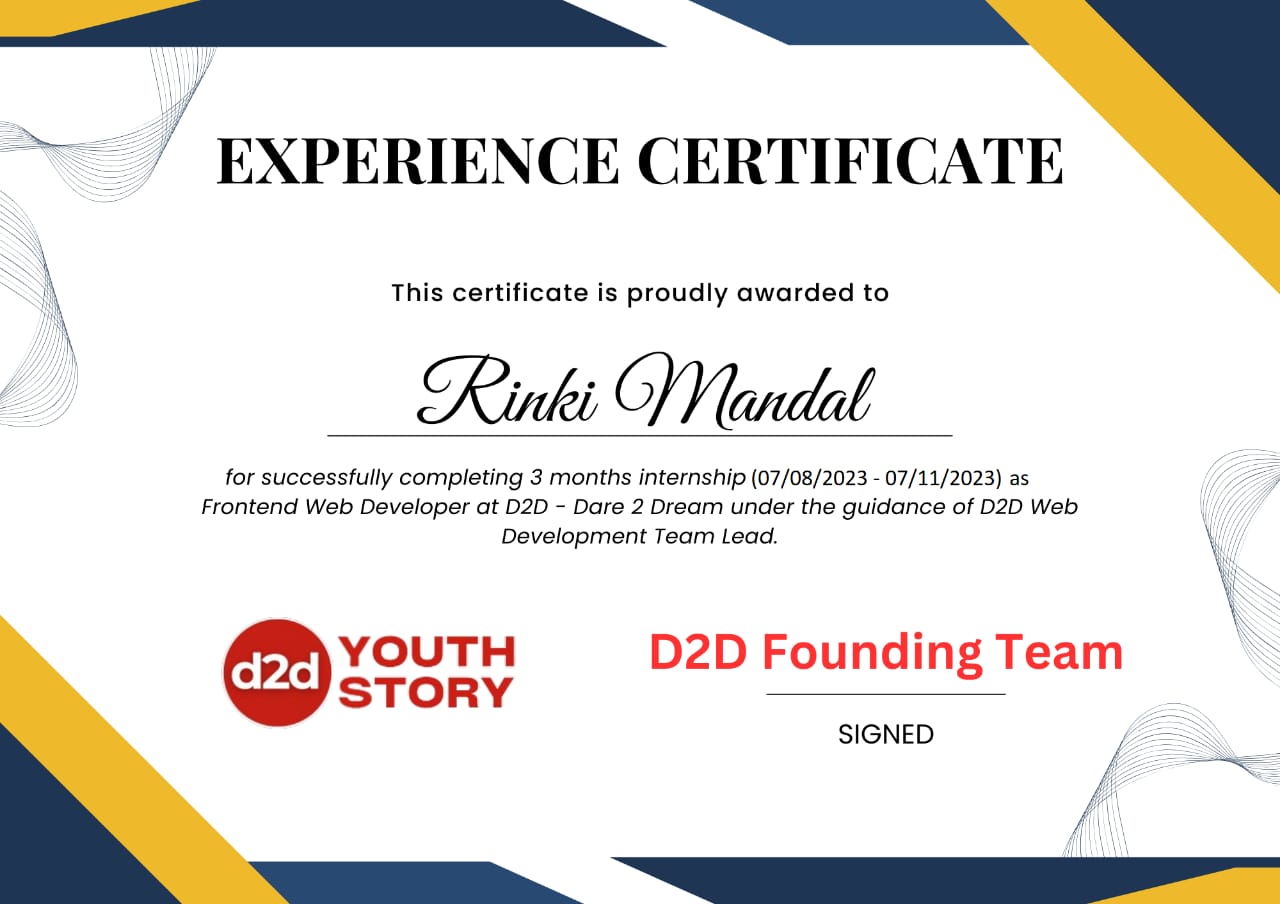 EXPERIENCE CERTIFICATE
This certificate is proudly awarded to
Rinki Mandal
for successfully completing 3 months internship (07/08/2023 - 07/11/2023) as
Frontend Web Developer at D2D - Dare 2 Dream under the guidance of D2D Web
Development Team Lead.
d2d YOUTH
STORY
D2D Founding Team
SIGNED